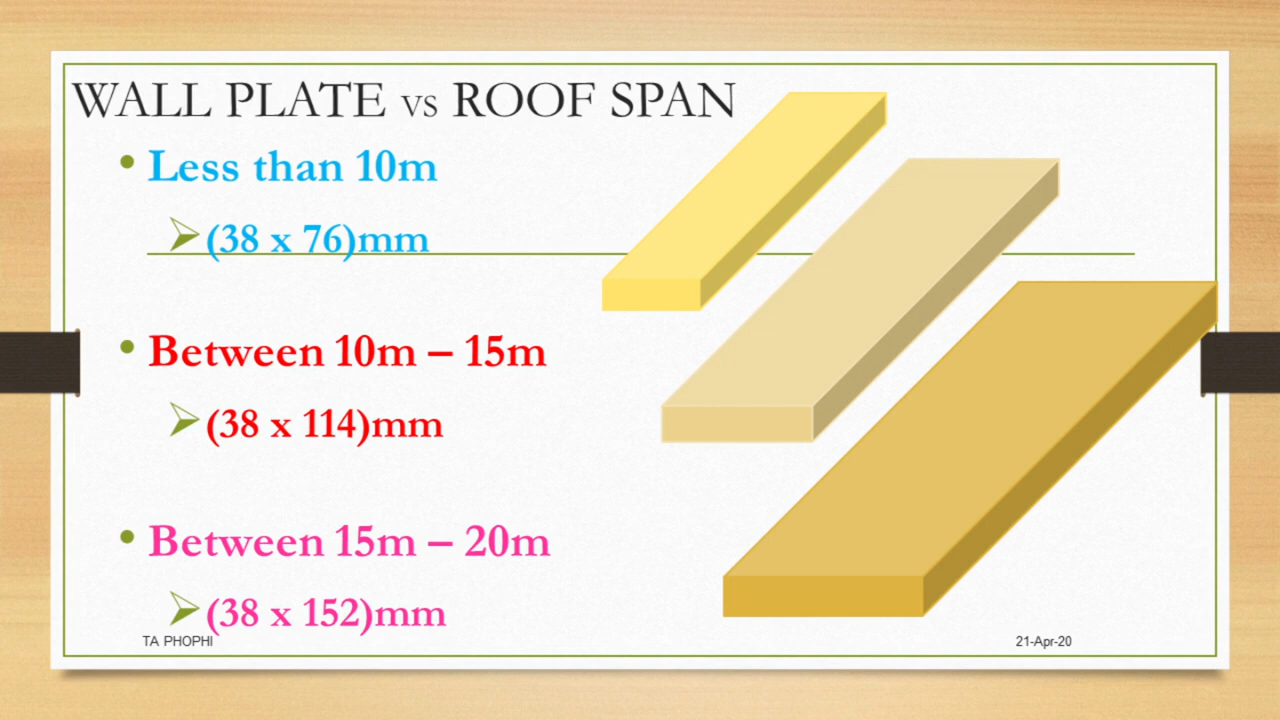 WALL PLATE VS ROOF SPAN
• Less than 10m
(38 x 76)mm
• Between 10m – 15m
(38 x 114)mm
• Between 15m – 20m
(38 x 152)mm
TA PHOPHI
21-Apr-20